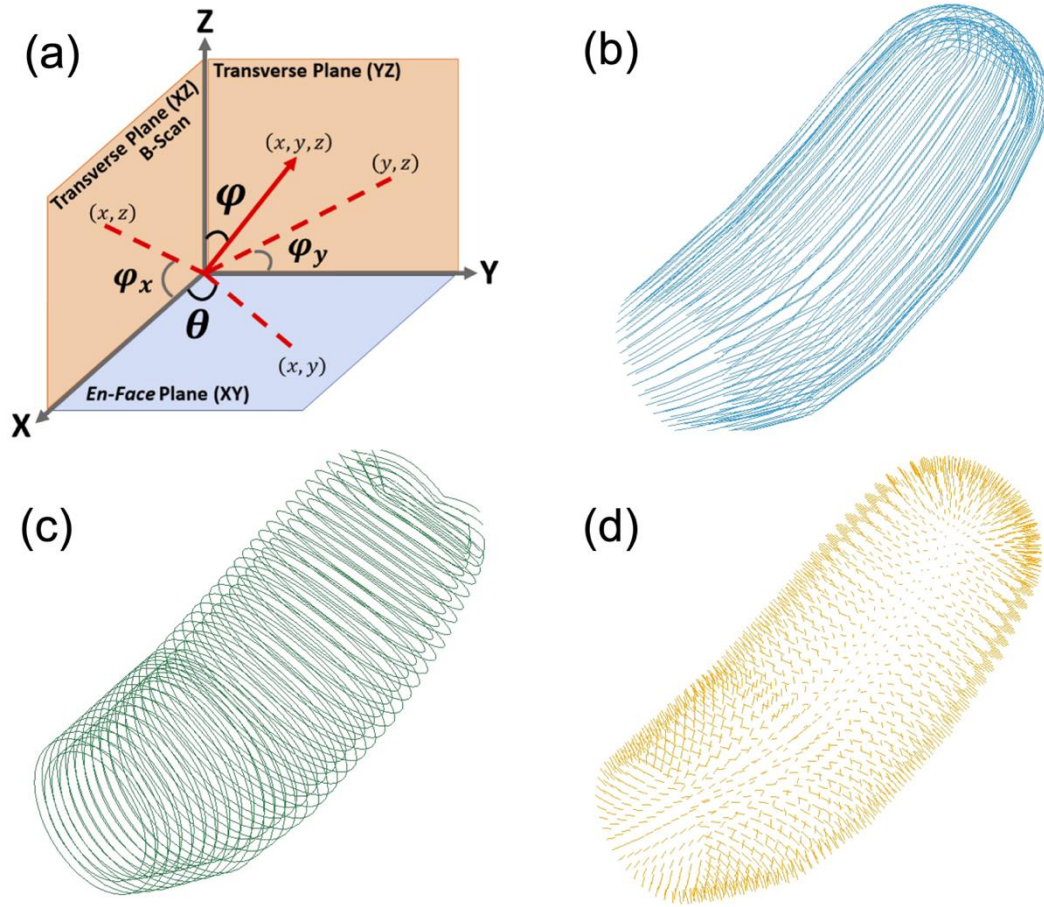 (a)
Z
Transverse Plane (YZ)
Transverse Plane (XZ)
B-Scan
(x, y, z)
(y, z)
(x, z)
φ
φy
φx
θ
Y
(x, y)
En-Face Plane (XY)
X
(b)
(c)
(d)